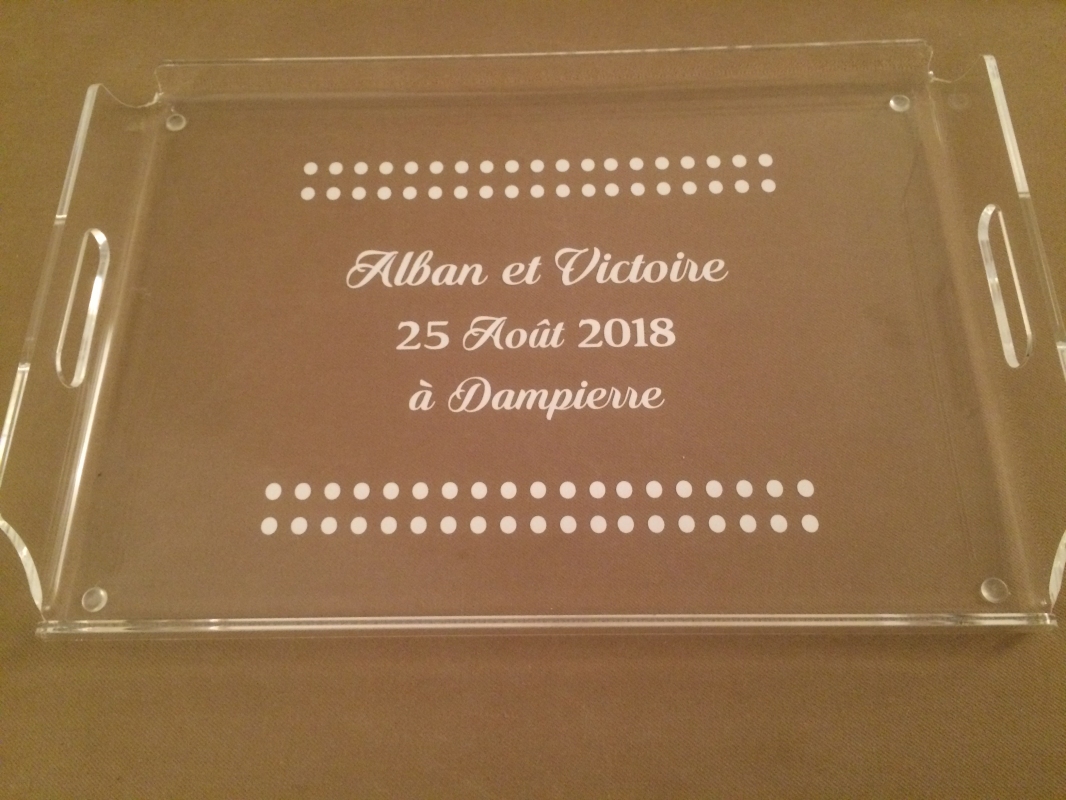 Alban et Victoire
25 Août 2018
à Dampierre